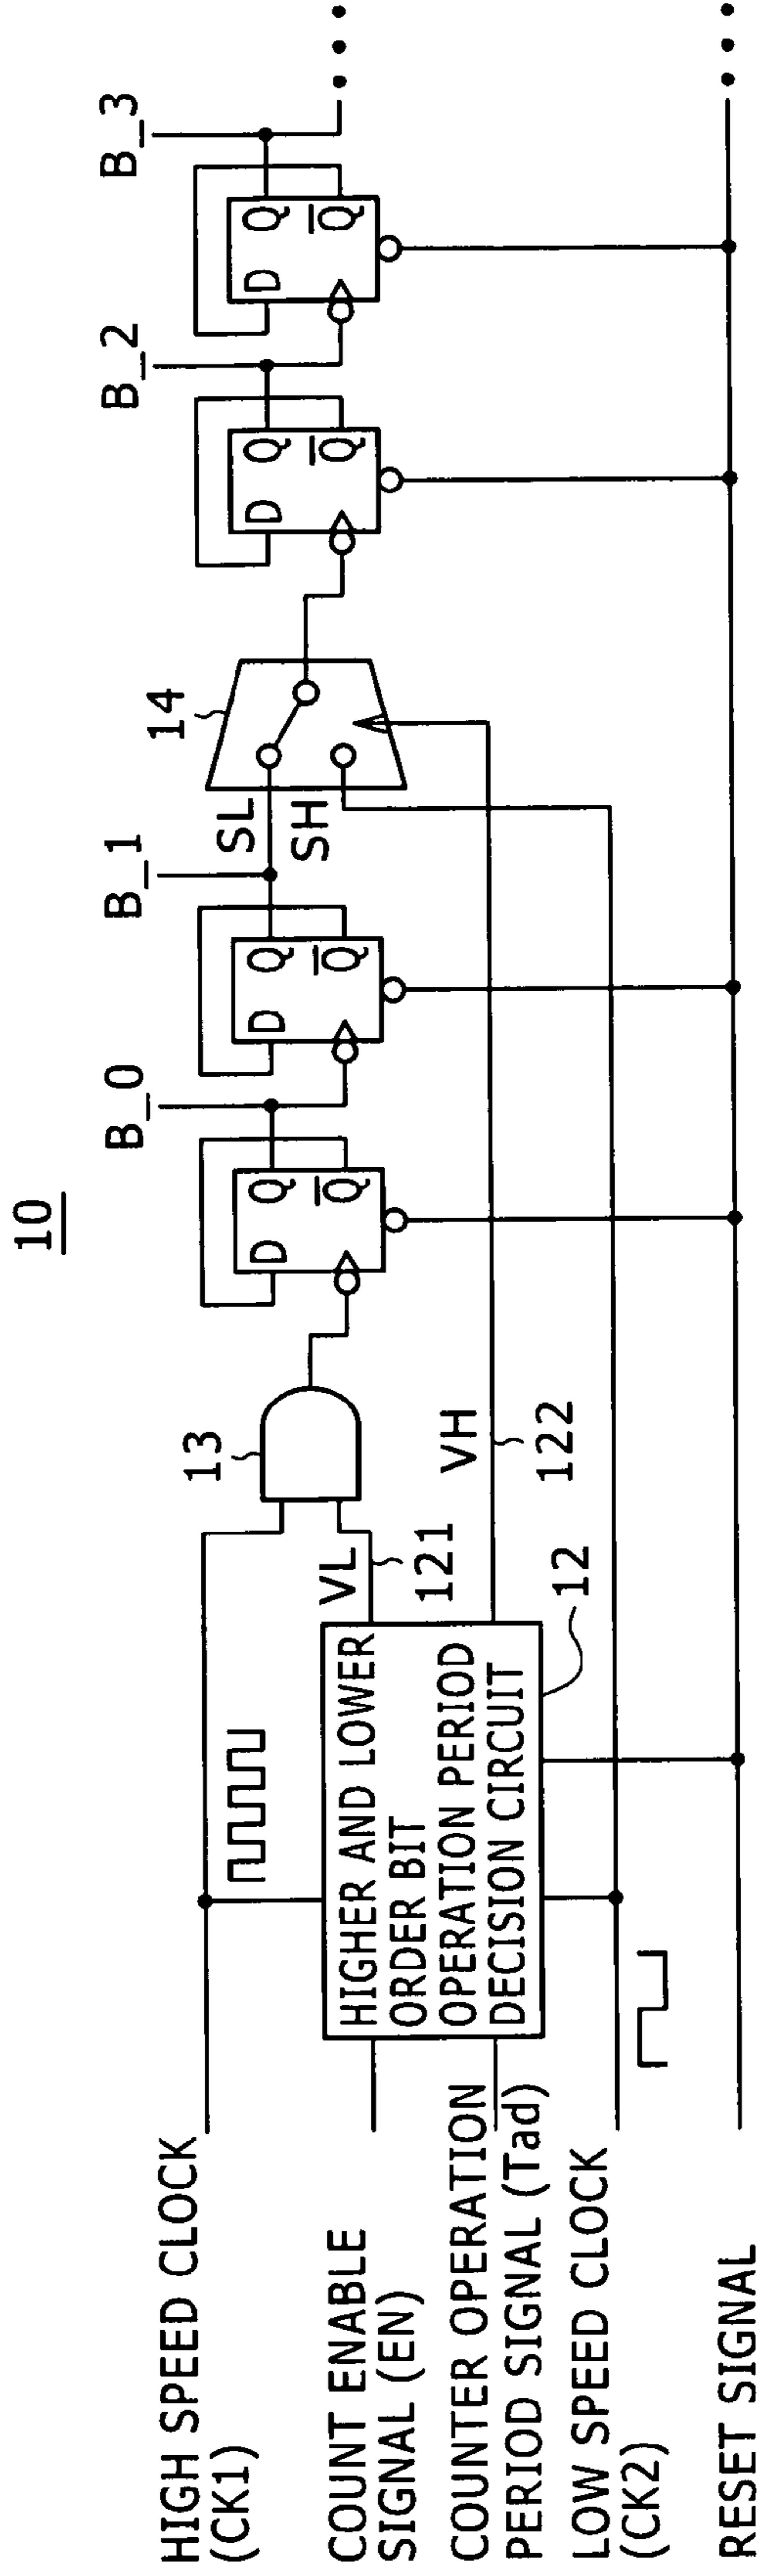 10
HIGH SPEED CLOCK
(CK1)
COUNT ENABLE
SIGNAL (EN)
COUNTER OPERATION
PERIOD SIGNAL (Tad)
LOW SPEED CLOCK
(CK2)
RESET SIGNAL
HIGHER AND LOWER
ORDER BIT
OPERATION PERIOD
DECISION CIRCUIT
12
VL
121
VH
122
13
D Q
Q
B_0
D Q
Q
B_1
SL
SH
14
D Q
Q
B_2
D Q
Q
B_3